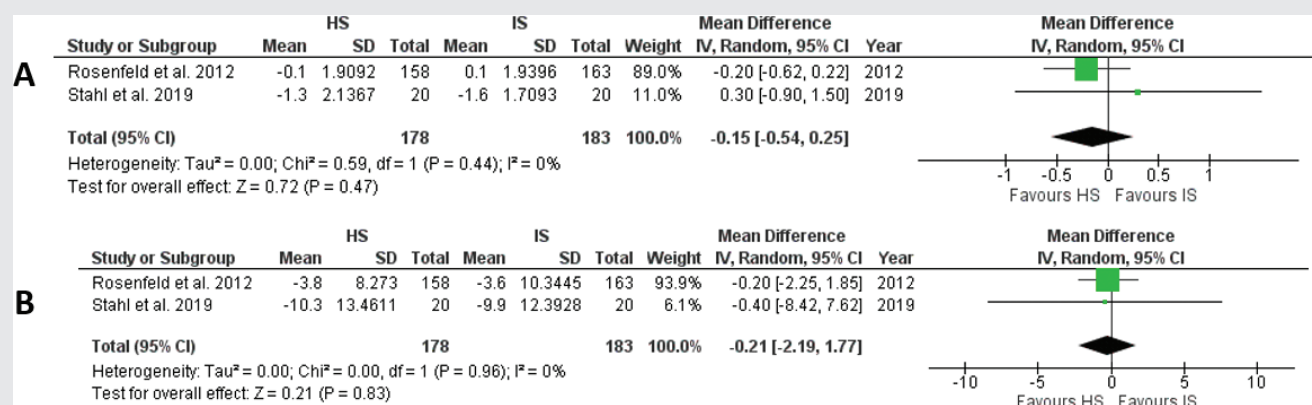 A
HS IS Mean Difference Mean Difference
Study or Subgroup Mean SD Total Mean SD Total Weight IV, Random, 95% CI Year IV, Random, 95% CI
Rosenfeld et al. 2012 -0.1 1.9092 158 0.1 1.9396 163 89.0% -0.20 [-0.62, 0.22] 2012
Stahl et al. 2019 -1.3 2.1367 20 -1.6 1.7093 20 11.0% 0.30 [-0.90, 1.50] 2019
Total (95% CI) 178 183 100.0% -0.15 [-0.54, 0.25]
Heterogeneity: Tau² = 0.00; Chi² = 0.59, df = 1 (P = 0.44); I² = 0%
Test for overall effect: Z = 0.72 (P = 0.47)
-1 -0.5 0 0.5 1
Favours HS Favours IS
B
HS IS Mean Difference Mean Difference
Study or Subgroup Mean SD Total Mean SD Total Weight IV, Random, 95% CI Year IV, Random, 95% CI
Rosenfeld et al. 2012 -3.8 8.273 158 -3.6 10.3445 163 93.9% -0.20 [-2.25, 1.85] 2012
Stahl et al. 2019 -10.3 13.4611 20 -9.9 12.3928 20 6.1% -0.40 [-8.42, 7.62] 2019
Total (95% CI) 178 183 100.0% -0.21 [-2.19, 1.77]
Heterogeneity: Tau² = 0.00; Chi² = 0.00, df = 1 (P = 0.96); I² = 0%
Test for overall effect: Z = 0.21 (P = 0.83)
-10 -5 0 5 10
Favours HS Favours IS